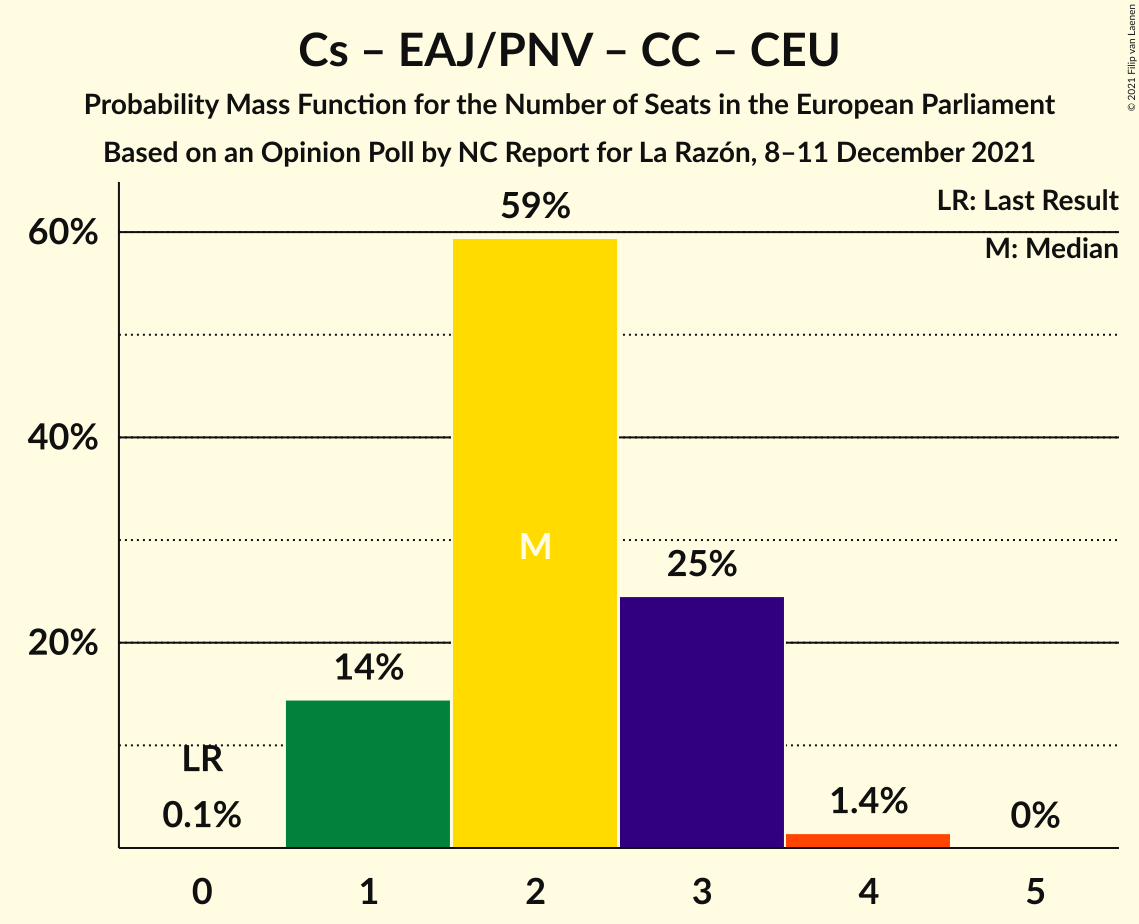 Cs – EAJ/PNV – CC – CEU
Probability Mass Function for the Number of Seats in the European Parliament
Based on an Opinion Poll by NC Report for La Razón, 8–11 December 2021
© 2021 Filip van Laenen
LR: Last Result
M: Median
60%
40%
20%
59%
M
25%
14%
LR
0.1%
1.4%
0%
0 1 2 3 4 5